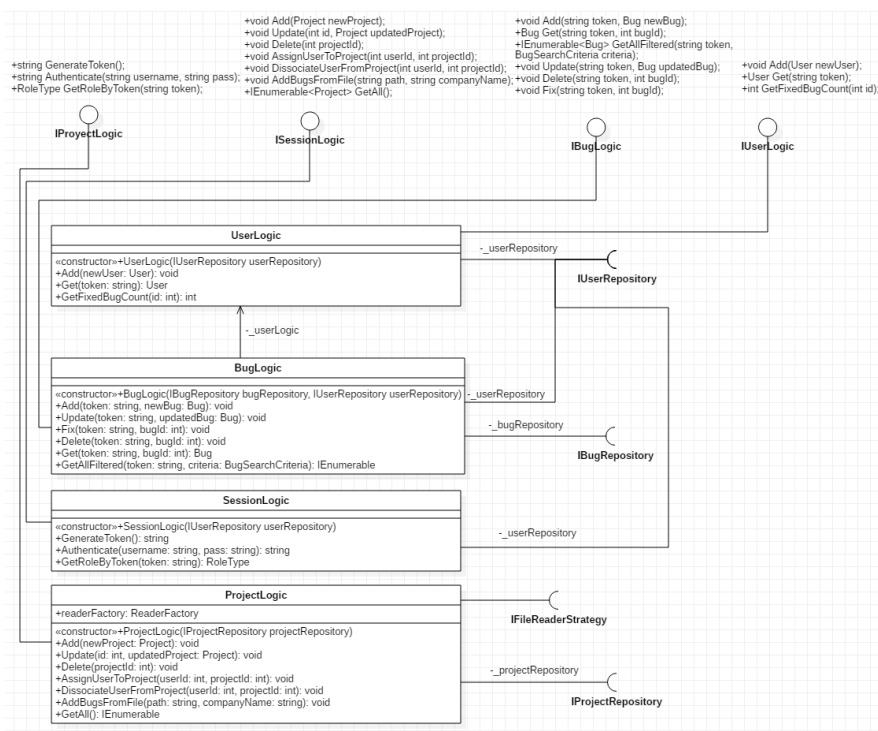 +string GenerateToken();
+string Authenticate(string username, string pass);
+RoleType GetRoleByToken(string token);
IProyectLogic
+void Add(Project newProject);
+void Update(int id, Project updatedProject);
+void Delete(int projectId);
+void AssignUserToProject(int userId, int projectId);
+void DissociateUserFromProject(int userId, int projectId);
+void AddBugsFromFile(string path, string companyName);
+IEnumerable<Project> GetAll();
ISessionLogic
+void Add(string token, Bug newBug);
+Bug Get(string token, int bugId);
+IEnumerable<Bug> GetAllFiltered(string token,
BugSearchCriteria criteria);
+void Update(string token, Bug updatedBug);
+void Delete(string token, int bugId);
+void Fix(string token, int bugId);
IBugLogic
+void Add(User newUser);
+User Get(string token);
+int GetFixedBugCount(int id);
IUserLogic
UserLogic
«constructor»+UserLogic(IUserRepository userRepository)
+Add(newUser: User): void
+Get(token: string): User
+GetFixedBugCount(id: int): int
-_userRepository
IUserRepository
-_userLogic
BugLogic
«constructor»+BugLogic(IBugRepository bugRepository, IUserRepository userRepository)
+Add(token: string, newBug: Bug): void
+Update(token: string, updatedBug: Bug): void
+Fix(token: string, bugId: int): void
+Delete(token: string, bugId: int): void
+Get(token: string, bugId: int): Bug
+GetAllFiltered(token: string, criteria: BugSearchCriteria): IEnumerable
-_userRepository
-_bugRepository
IBugRepository
SessionLogic
«constructor»+SessionLogic(IUserRepository userRepository)
+GenerateToken(): string
+Authenticate(username: string, pass: string): string
+GetRoleByToken(token: string): RoleType
-_userRepository
ProjectLogic
+readerFactory: ReaderFactory
«constructor»+ProjectLogic(IProjectRepository projectRepository)
+Add(newProject: Project): void
+Update(id: int, updatedProject: Project): void
+Delete(projectId: int): void
+AssignUserToProject(userId: int, projectId: int): void
+DissociateUserFromProject(userId: int, projectId: int): void
+AddBugsFromFile(path: string, companyName: string): void
+GetAll(): IEnumerable
IFileReaderStrategy
-_projectRepository
IProjectRepository